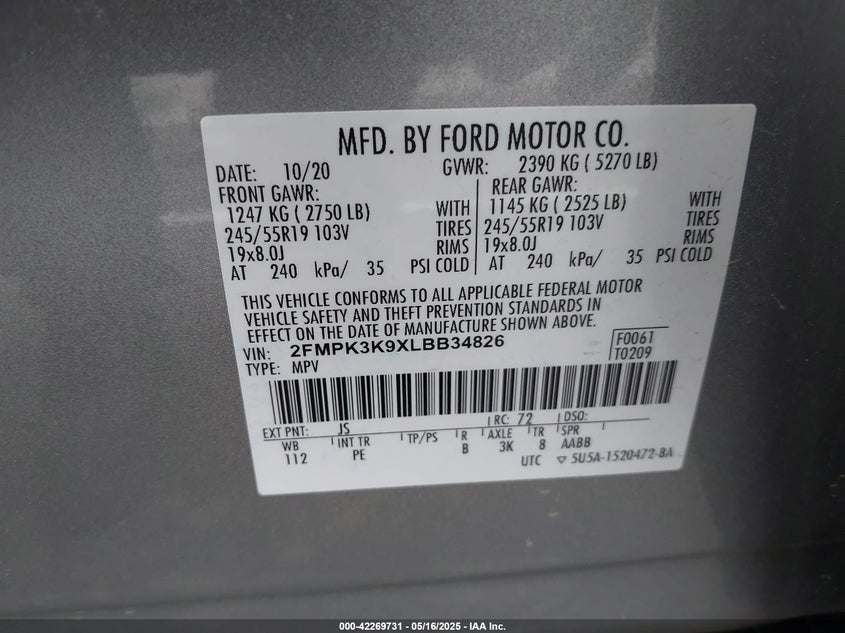 MFD. BY FORD MOTOR CO.
DATE: 10/20 GVWR: 2390 KG ( 5270 LB)
FRONT GAWR: REAR GAWR:
1247 KG ( 2750 LB) WITH 1145 KG ( 2525 LB) WITH
245/55R19 103V TIRES 245/55R19 103V TIRES
19x8.0J RIMS 19x8.0J RIMS
AT 240 kPa/ 35 PSI COLD AT 240 kPa/ 35 PSI COLD
THIS VEHICLE CONFORMS TO ALL APPLICABLE FEDERAL MOTOR
VEHICLE SAFETY AND THEFT PREVENTION STANDARDS IN
EFFECT ON THE DATE OF MANUFACTURE SHOWN ABOVE.
VIN: 2FMPK3K9XLBB34826 F0061
TYPE: MPV T0209
EXT PNT: JS RC: 72 DSO:
WB INT TR TP/PS R AXLE TR SPR
112 PE B 3K 8 AABB
UTC ▽ 5U5A-1520472-8A
000-42269731 - 05/16/2025 - IAA Inc.